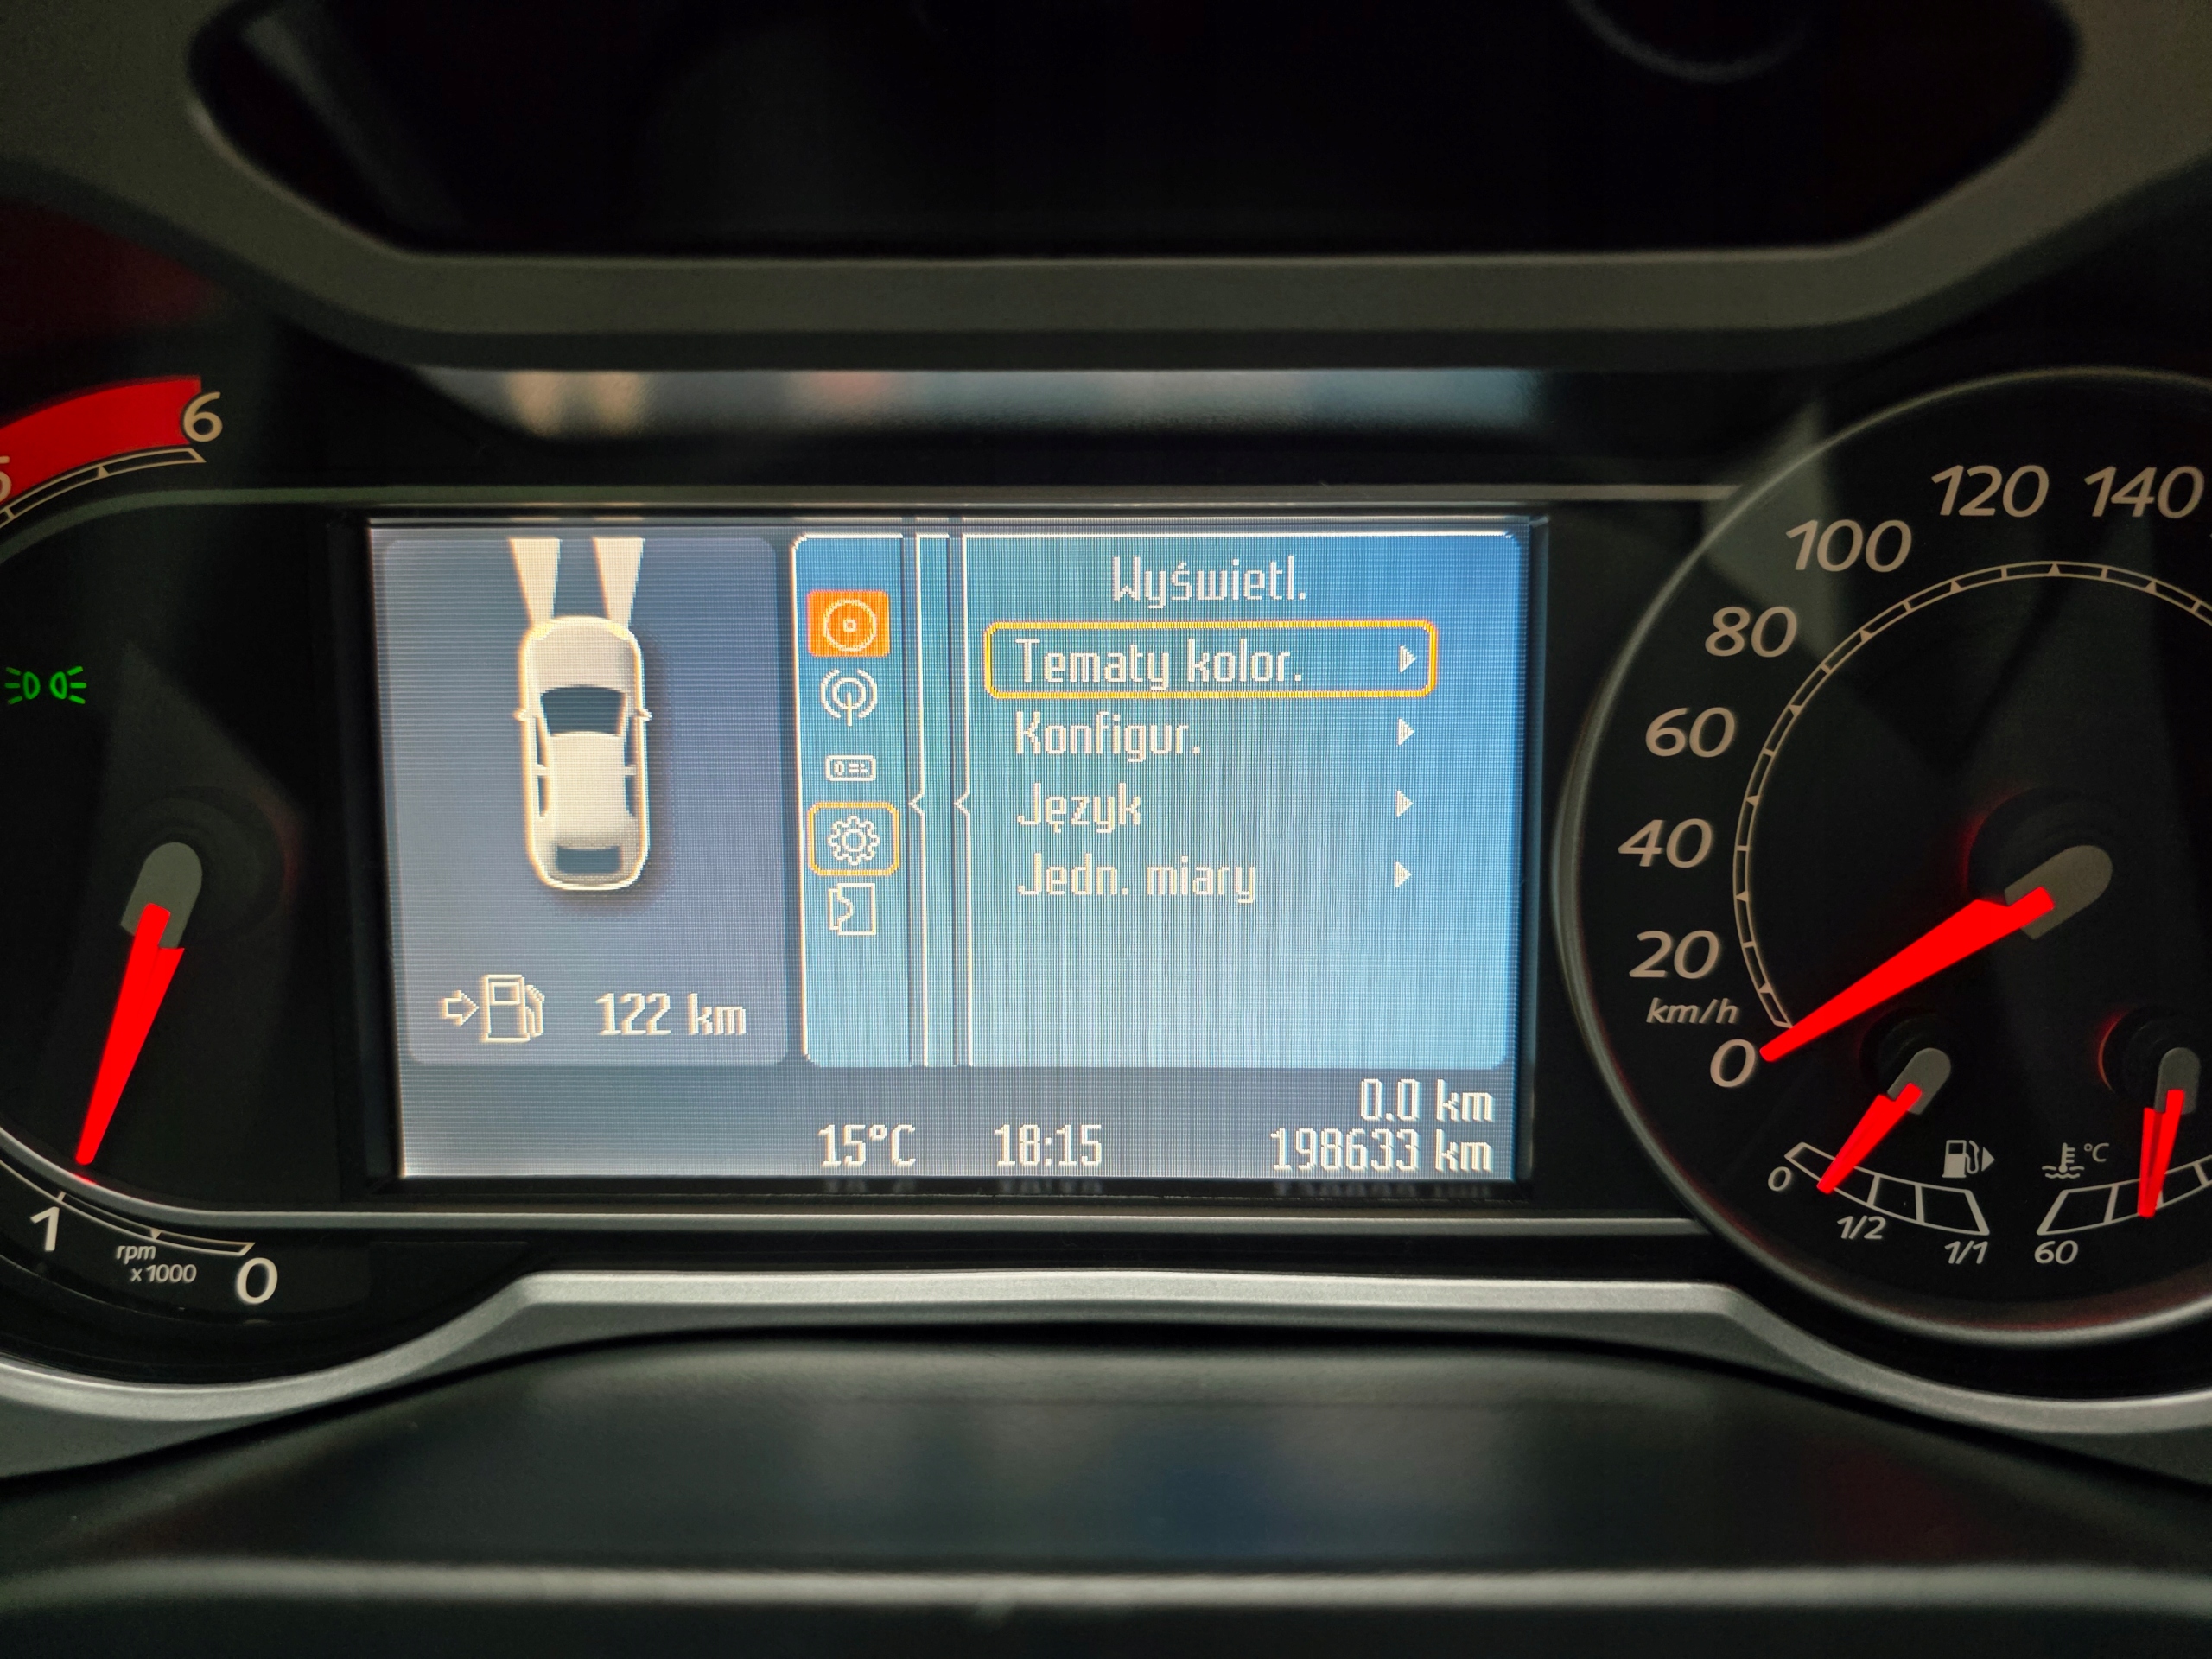 6
5
120 140
100
80
60
40
20
km/h
0
Wyświetl.
Tematy kolor.
Konfigur.
Język
Jedn. miary
122 km
0.0 km
15°C 18:15 198633 km
1
rpm
x1000
0
0
1/2
1/1
°C
60